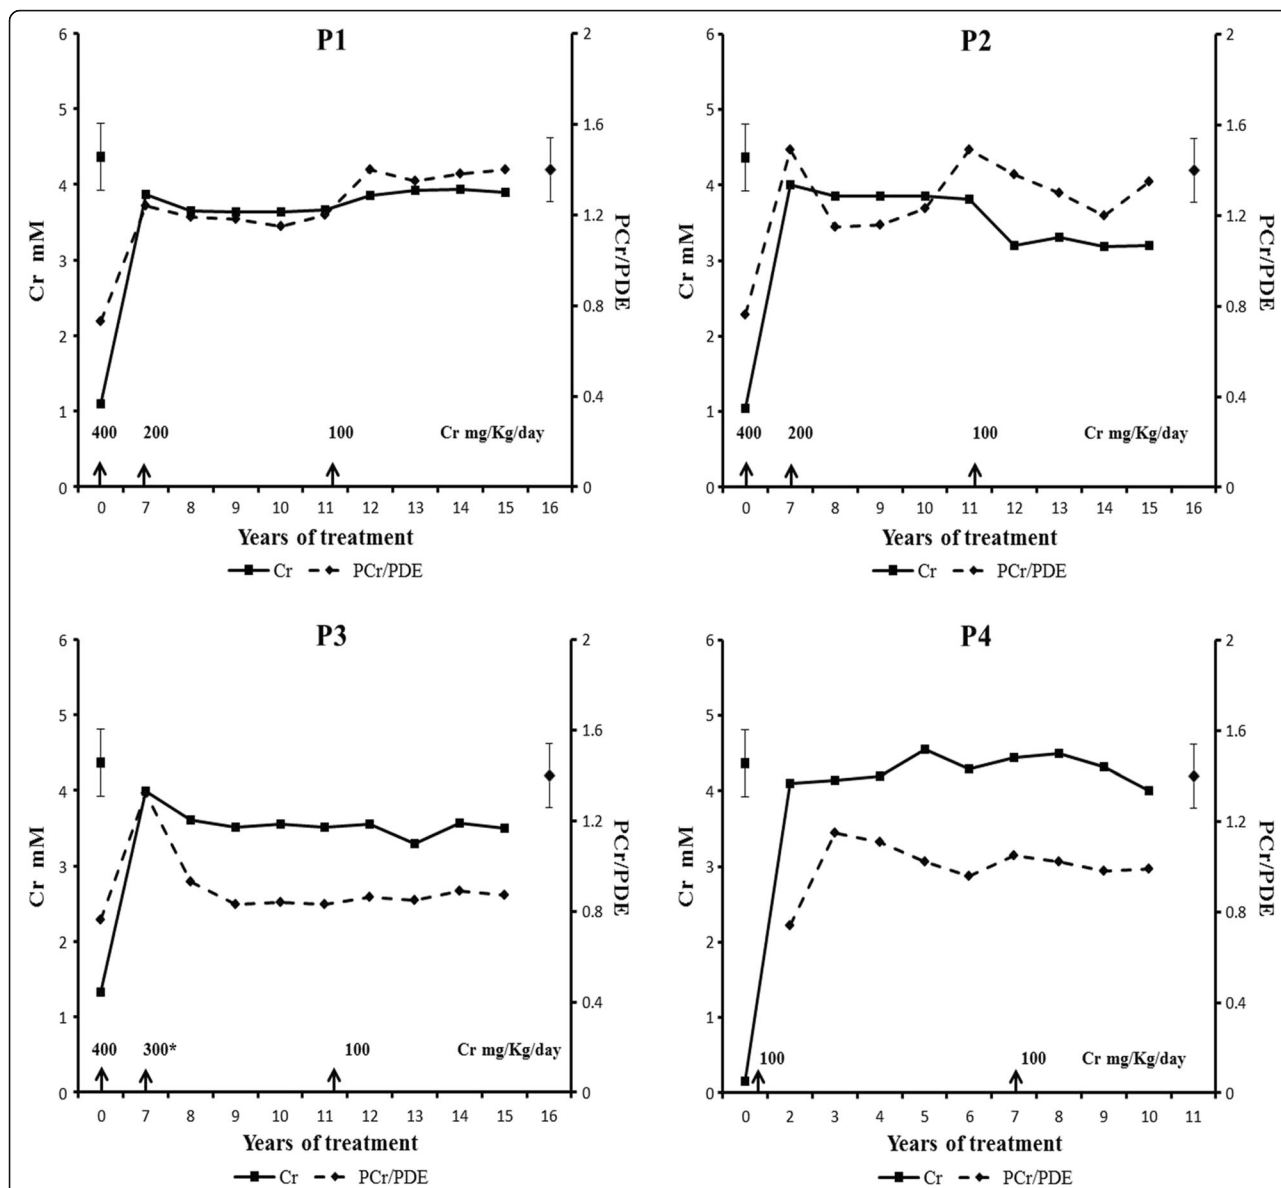 P1
6
5
4
3
2
1
0
Cr mM
2
1.6
1.2
0.8
0.4
0
PCr/PDE
400 200 100 Cr mg/Kg/day
0 7 8 9 10 11 12 13 14 15 16
Years of treatment
Cr PCr/PDE
P2
6
5
4
3
2
1
0
Cr mM
2
1.6
1.2
0.8
0.4
0
PCr/PDE
400 200 100 Cr mg/Kg/day
0 7 8 9 10 11 12 13 14 15 16
Years of treatment
Cr PCr/PDE
P3
6
5
4
3
2
1
0
Cr mM
2
1.6
1.2
0.8
0.4
0
PCr/PDE
400 300* 100 Cr mg/Kg/day
0 7 8 9 10 11 12 13 14 15 16
Years of treatment
Cr PCr/PDE
P4
6
5
4
3
2
1
0
Cr mM
2
1.6
1.2
0.8
0.4
0
PCr/PDE
100 100 Cr mg/Kg/day
0 2 3 4 5 6 7 8 9 10 11
Years of treatment
Cr PCr/PDE